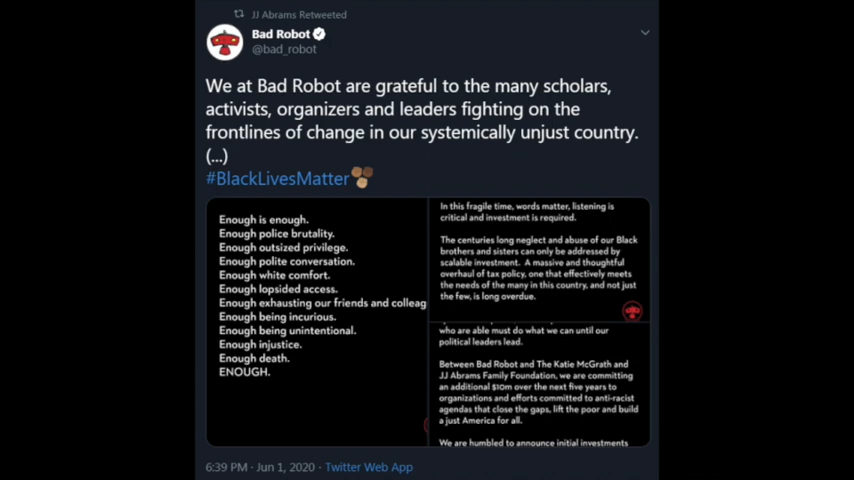 JJ Abrams Retweeted
Bad Robot
@bad_robot
We at Bad Robot are grateful to the many scholars,
activists, organizers and leaders fighting on the
frontlines of change in our systemically unjust country.
(...)
#BlackLivesMatter
Enough is enough.
Enough police brutality.
Enough outsized privilege.
Enough polite conversation.
Enough white comfort.
Enough lopsided access.
Enough exhausting our friends and colleag
Enough being incurious.
Enough being unintentional.
Enough injustice.
Enough death.
ENOUGH.
In this fragile time, words matter, listening is
critical and investment is required.
The centuries long neglect and abuse of our Black
brothers and sisters can only be addressed by
scalable investment. A massive and thoughtful
overhaul of tax policy, one that effectively meets
the needs of the many in this country, and not just
the few, is long overdue.
who are able must do what we can until our
political leaders lead.
Between Bad Robot and The Katie McGrath and
JJ Abrams Family Foundation, we are committing
an additional $10m over the next five years to
organizations and efforts committed to anti-racist
agendas that close the gaps, lift the poor and build
a just America for all.
We are humbled to announce initial investments
6:39 PM · Jun 1, 2020 · Twitter Web App